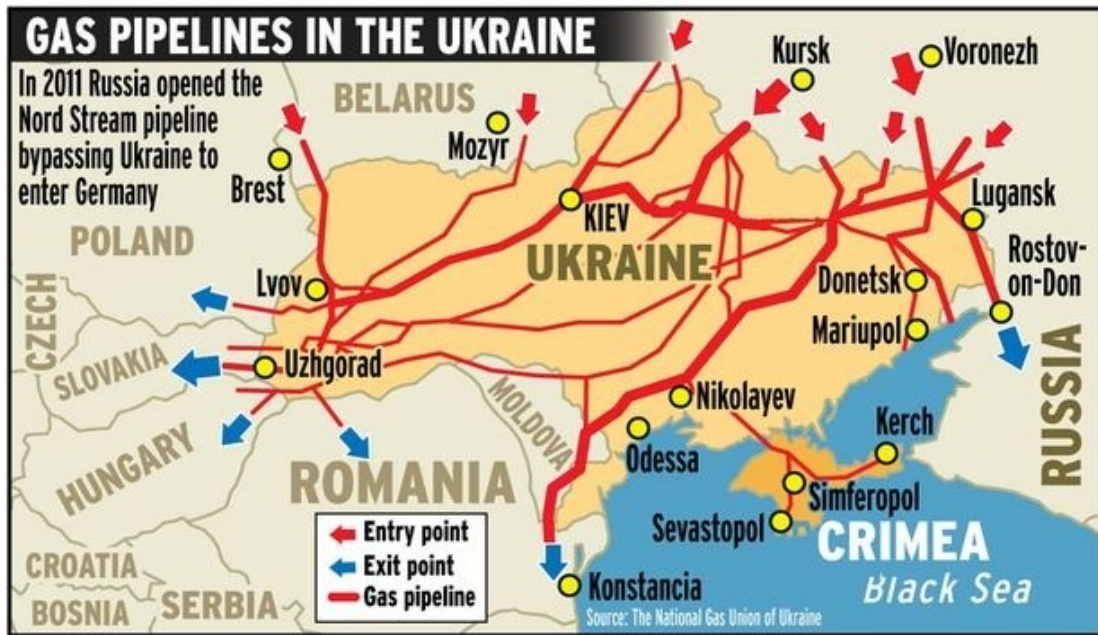 GAS PIPELINES IN THE UKRAINE
In 2011 Russia opened the
Nord Stream pipeline
bypassing Ukraine to
enter Germany
BELARUS
Kursk
Voronezh
Mozyr
Brest
POLAND
KIEV
Lugansk
UKRAINE
Rostov-
on-Don
Lvov
Donetsk
CZECH
Mariupol
SLOVAKIA
Uzhgorad
RUSSIA
MOLDOVA
Nikolayev
HUNGARY
Odessa
Kerch
ROMANIA
Simferopol
Sevastopol
CRIMEA
Black Sea
Entry point
Exit point
Gas pipeline
CROATIA
BOSNIA
SERBIA
Konstancia
Source: The National Gas Union of Ukraine